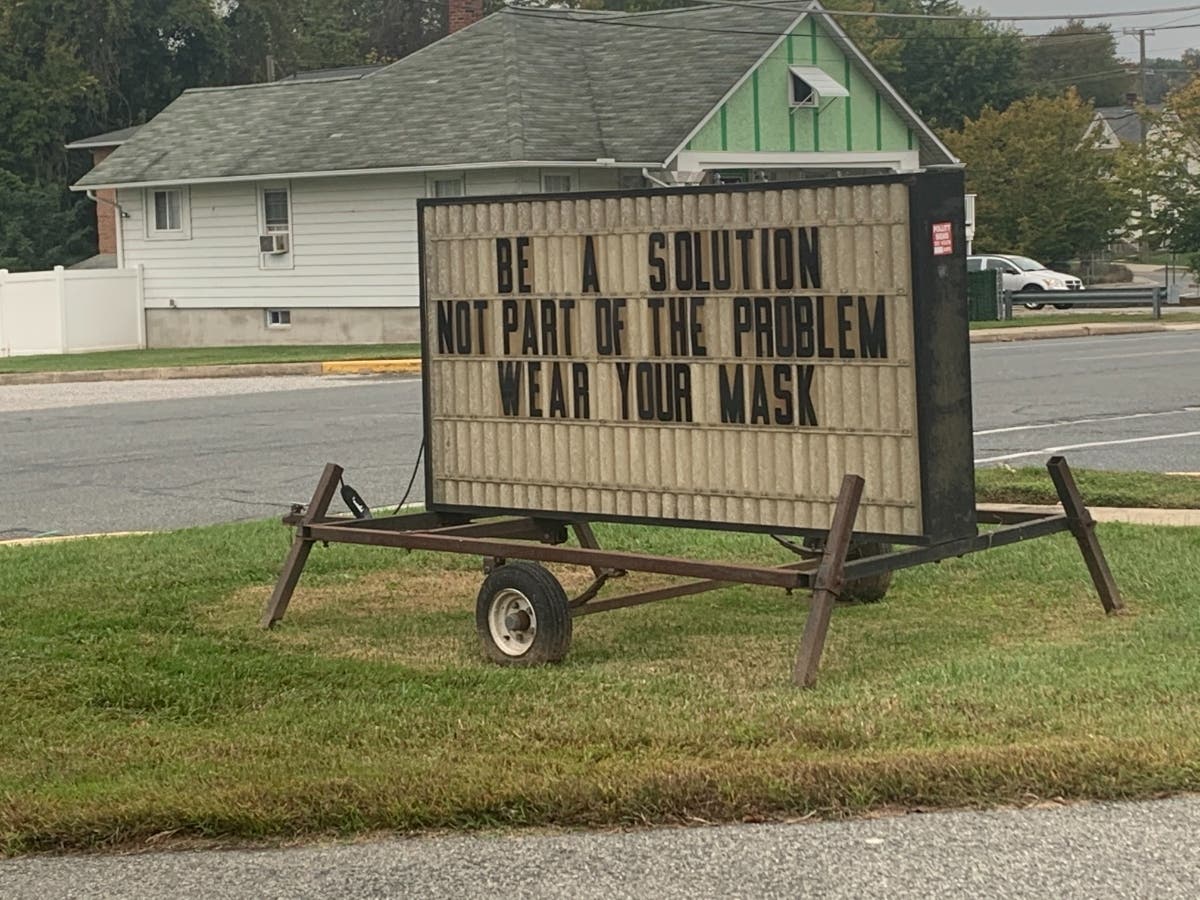 BE A SOLUTION
NOT PART OF THE PROBLEM
WEAR YOUR MASK